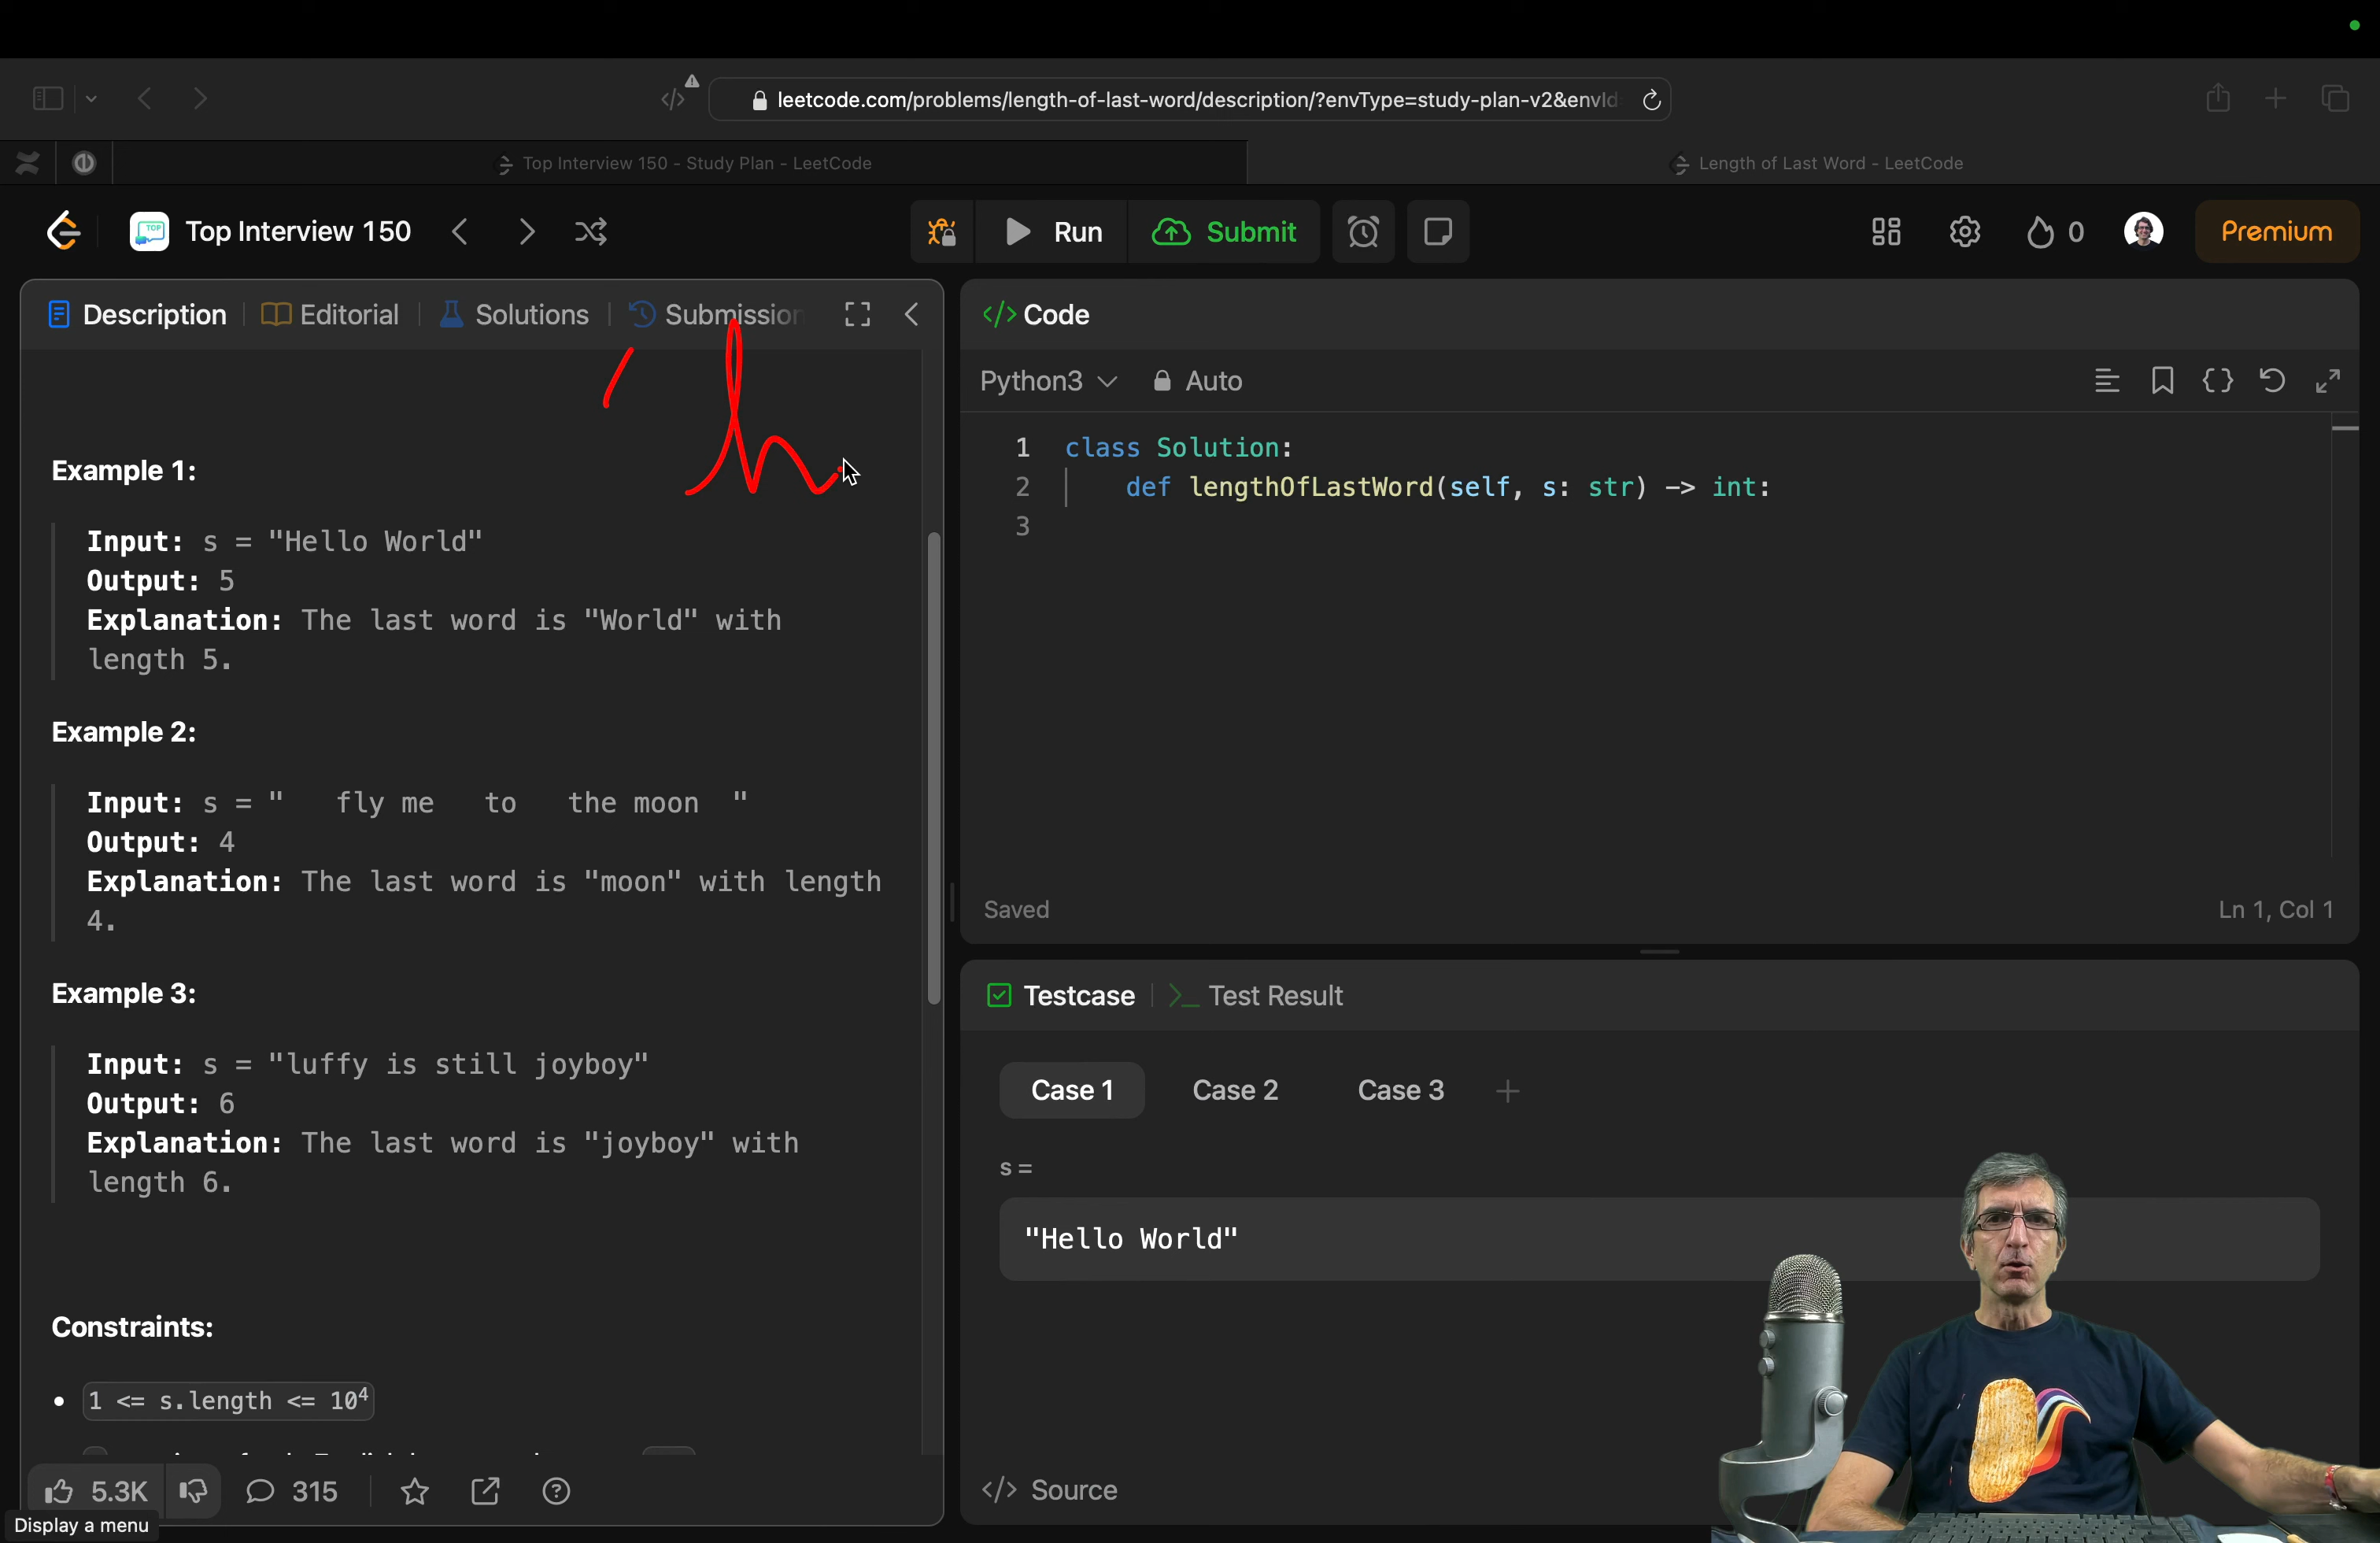 leetcode.com/problems/length-of-last-word/description/?envType=study-plan-v2&envId
Top Interview 150 - Study Plan - LeetCode
Length of Last Word - LeetCode
TOP
Top Interview 150
Run
Submit
0
Premium
Description
Editorial
Solutions
Submission
h
Example 1:
Input: s = "Hello World"
Output: 5
Explanation: The last word is "World" with
length 5.
Example 2:
Input: s = "   fly me   to   the moon  "
Output: 4
Explanation: The last word is "moon" with length
4.
Example 3:
Input: s = "luffy is still joyboy"
Output: 6
Explanation: The last word is "joyboy" with
length 6.
Constraints:
1 <= s.length <= 10⁴
5.3K
315
Display a menu
</> Code
Python3
Auto
1 class Solution:
2     def lengthOfLastWord(self, s: str) -> int:
3
Saved
Ln 1, Col 1
Testcase
Test Result
Case 1
Case 2
Case 3
s =
"Hello World"
</> Source